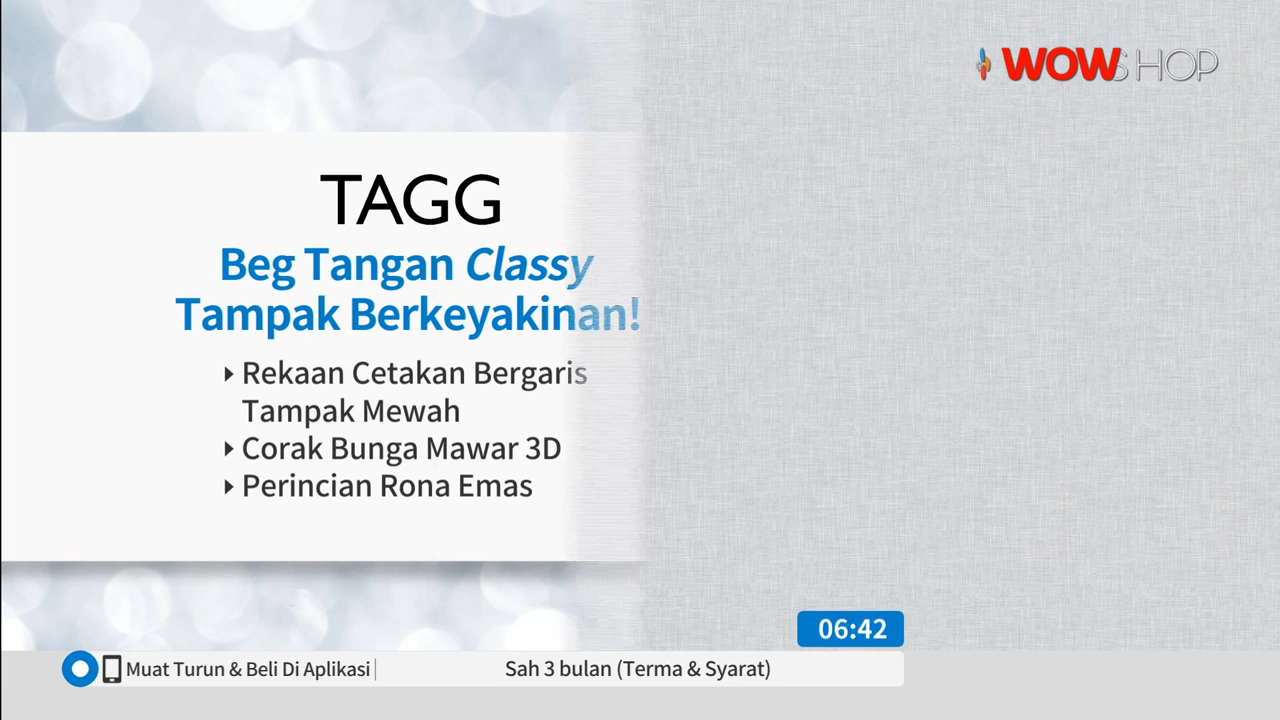 WOWSHOP
TAGG
Beg Tangan Classy
Tampak Berkeyakinan!
Rekaan Cetakan Bergaris
Tampak Mewah
Corak Bunga Mawar 3D
Perincian Rona Emas
06:42
Muat Turun & Beli Di Aplikasi | Sah 3 bulan (Terma & Syarat)